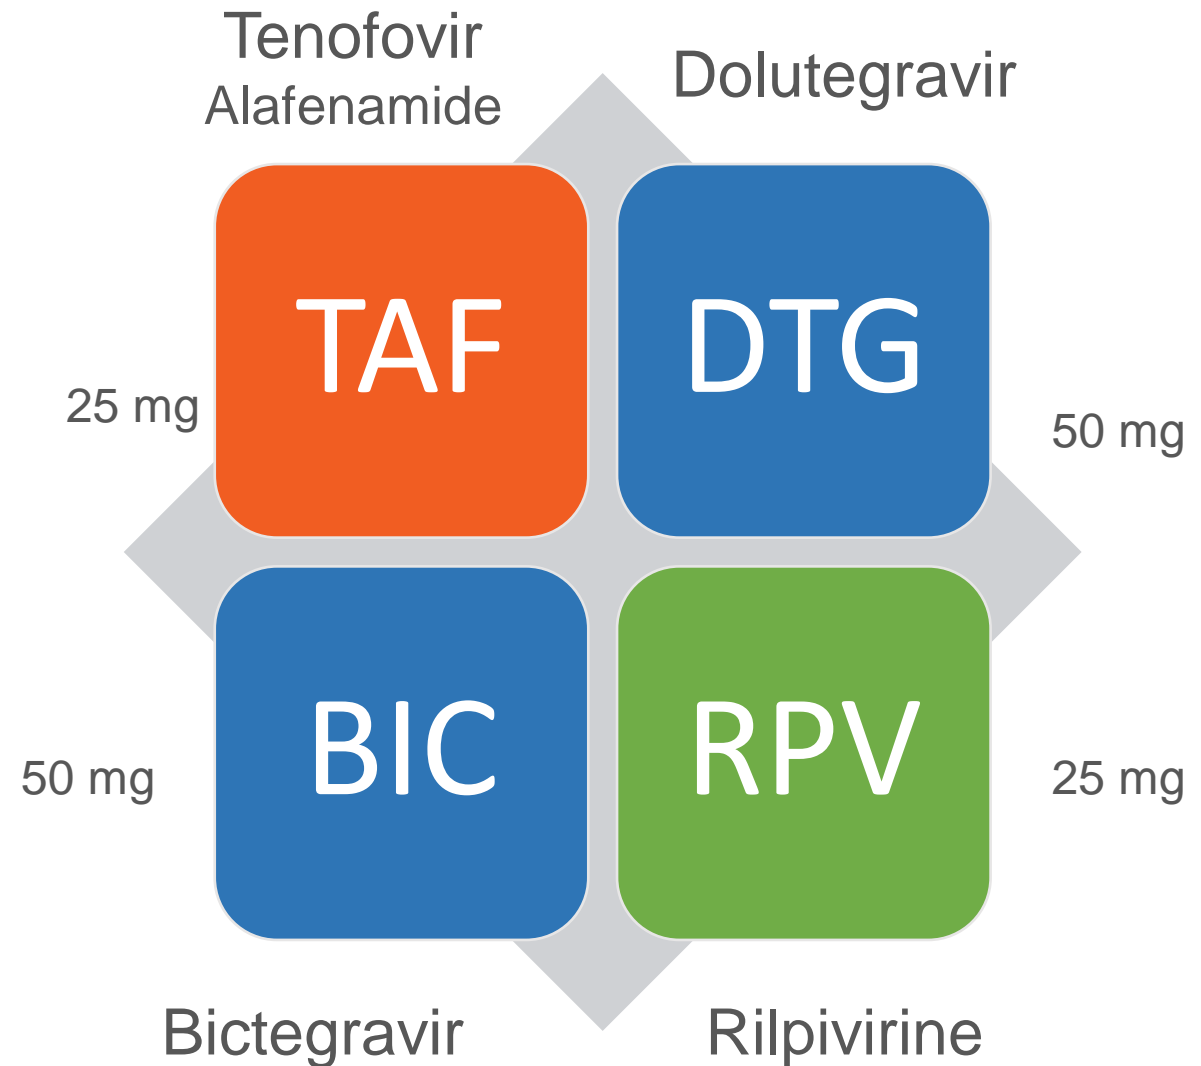 Tenofovir
Alafenamide
Dolutegravir
TAF
DTG
25 mg
50 mg
BIC
RPV
50 mg
25 mg
Bictegravir
Rilpivirine